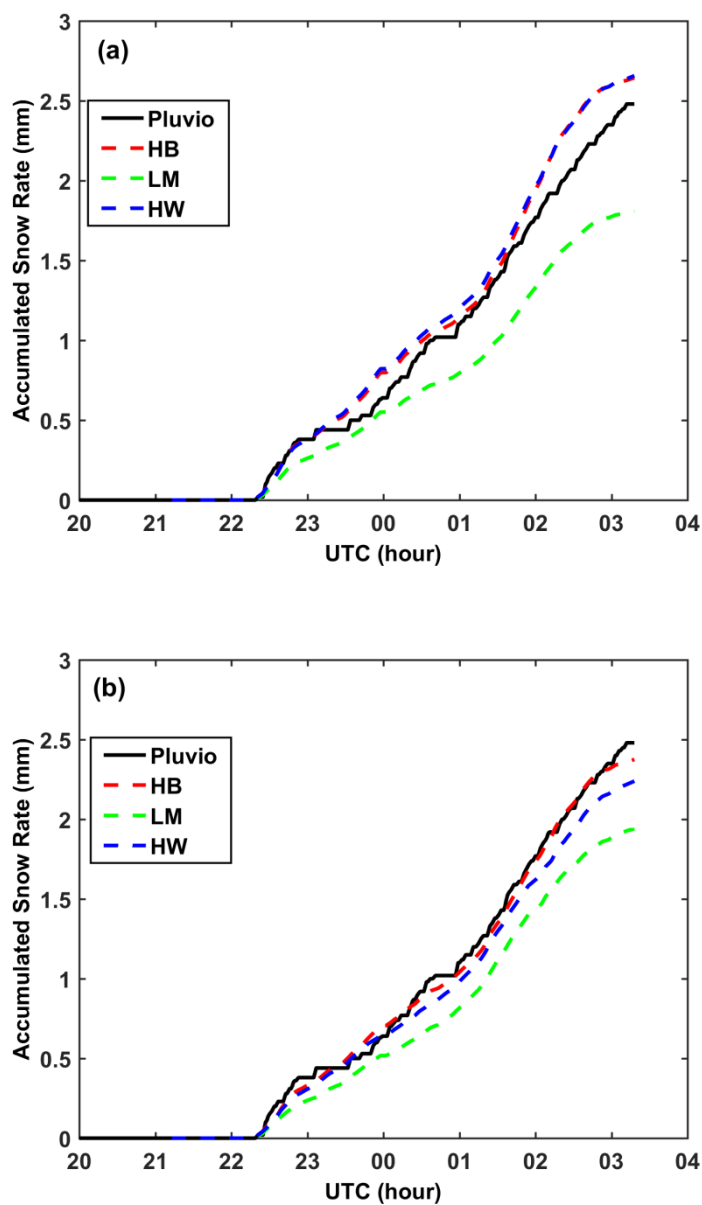 (a)
Accumulated Snow Rate (mm)
3
2.5
2
1.5
1
0.5
0
Pluvio
HB
LM
HW
20 21 22 23 00 01 02 03 04
UTC (hour)
(b)
Accumulated Snow Rate (mm)
3
2.5
2
1.5
1
0.5
0
Pluvio
HB
LM
HW
20 21 22 23 00 01 02 03 04
UTC (hour)